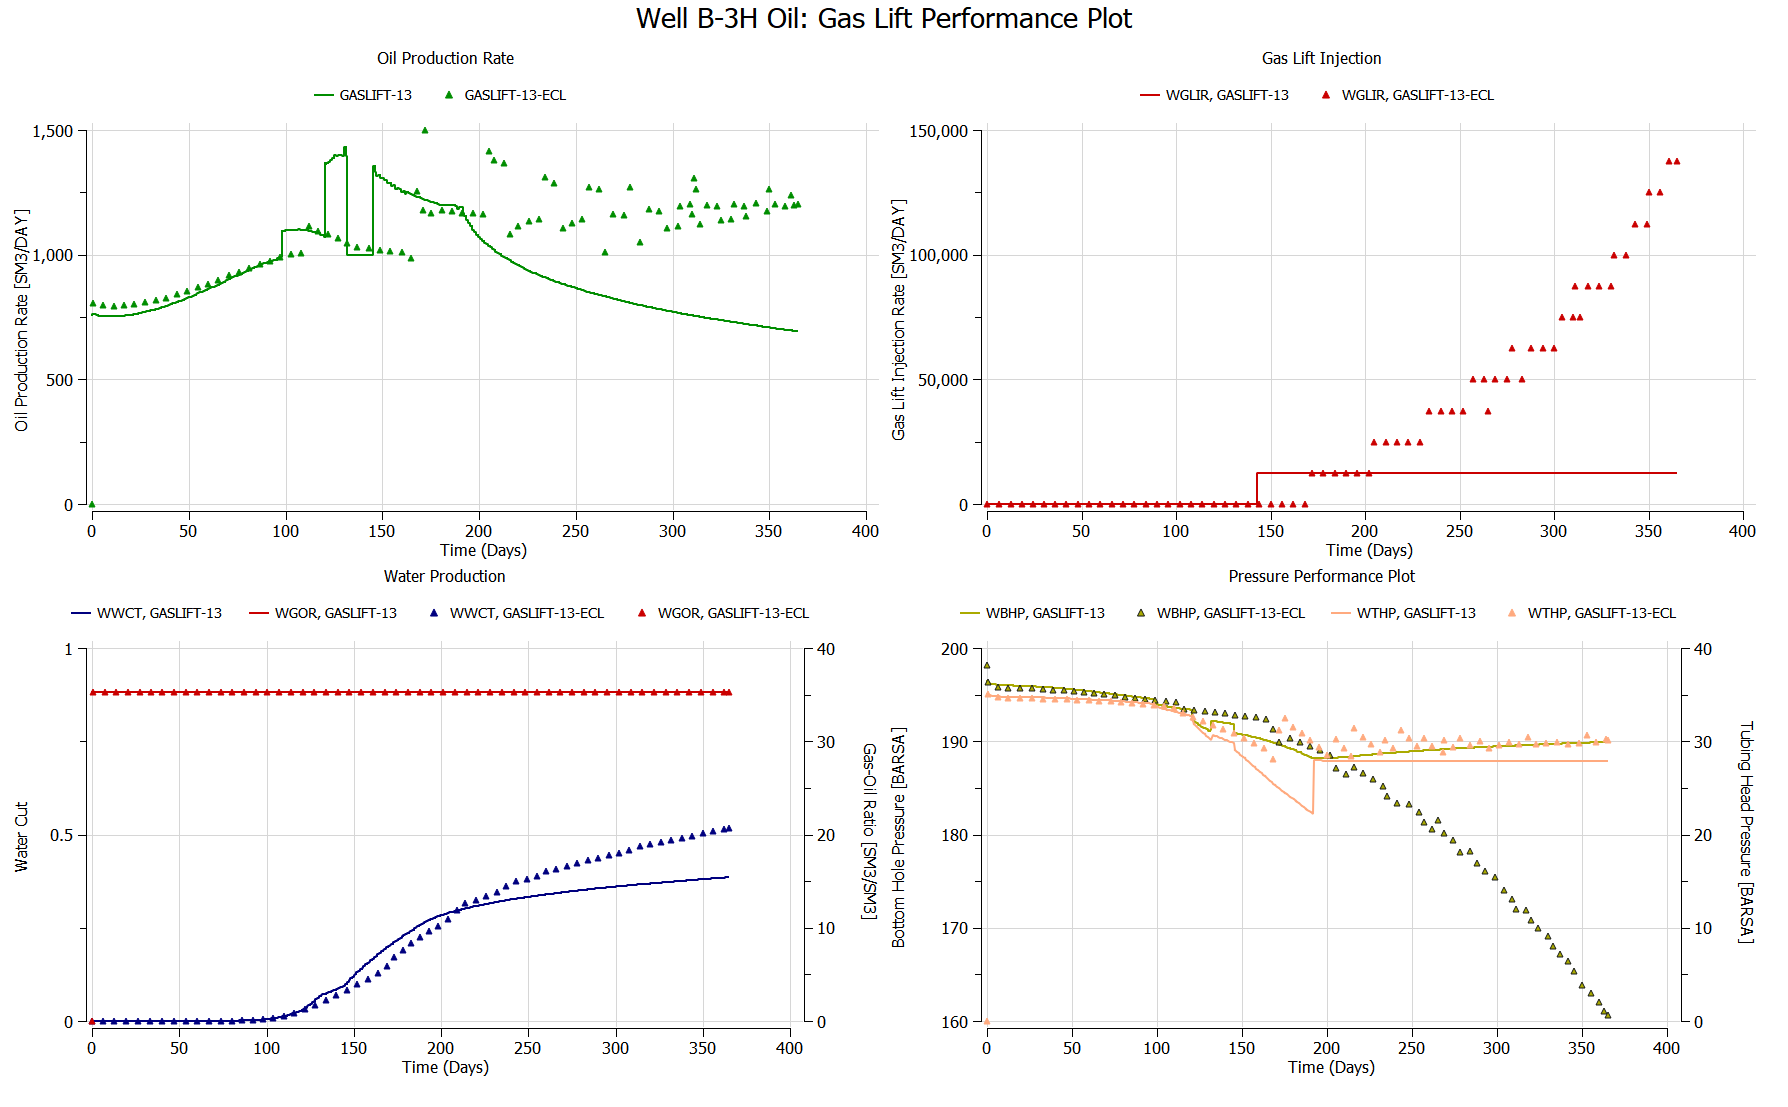 Well B-3H Oil: Gas Lift Performance Plot
Oil Production Rate
GASLIFT-13 GASLIFT-13-ECL
1,500
1,000
500
0
Oil Production Rate [SM3/DAY]
0 50 100 150 200 250 300 350 400
Time (Days)
Gas Lift Injection
WGLIR, GASLIFT-13 WGLIR, GASLIFT-13-ECL
150,000
100,000
50,000
0
Gas Lift Injection Rate [SM3/DAY]
0 50 100 150 200 250 300 350 400
Time (Days)
Water Production
WWCT, GASLIFT-13 WGOR, GASLIFT-13 WWCT, GASLIFT-13-ECL WGOR, GASLIFT-13-ECL
1
0.5
0
Water Cut
40
30
20
10
0
Gas-Oil Ratio [SM3/SM3]
0 50 100 150 200 250 300 350 400
Time (Days)
Pressure Performance Plot
WBHP, GASLIFT-13 WBHP, GASLIFT-13-ECL WTHP, GASLIFT-13 WTHP, GASLIFT-13-ECL
200
190
180
170
160
Bottom Hole Pressure [BARSA]
40
30
20
10
0
Tubing Head Pressure [BARSA]
0 50 100 150 200 250 300 350 400
Time (Days)